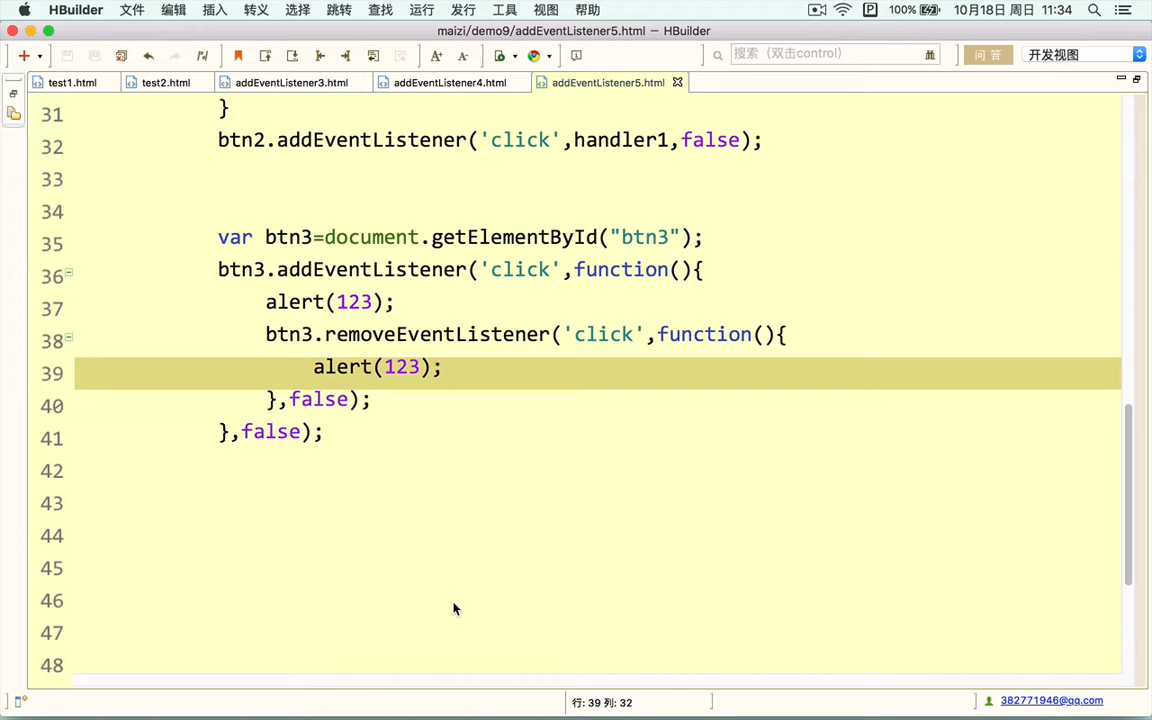 HBuilder 文件 编辑 插入 转义 选择 跳转 查找 运行 发行 工具 视图 帮助 P 100% 10月18日 周日 11:34
maizi/demo9/addEventListener5.html — HBuilder
搜索（双击control） 问 答 开发视图
test1.html test2.html addEventListener3.html addEventListener4.html addEventListener5.html
31 }
32 btn2.addEventListener('click',handler1,false);
33
34
35 var btn3=document.getElementById("btn3");
36 btn3.addEventListener('click',function(){
37 alert(123);
38 btn3.removeEventListener('click',function(){
39 alert(123);
40 },false);
41 },false);
42
43
44
45
46
47
48
行: 39 列: 32 382771946@qq.com